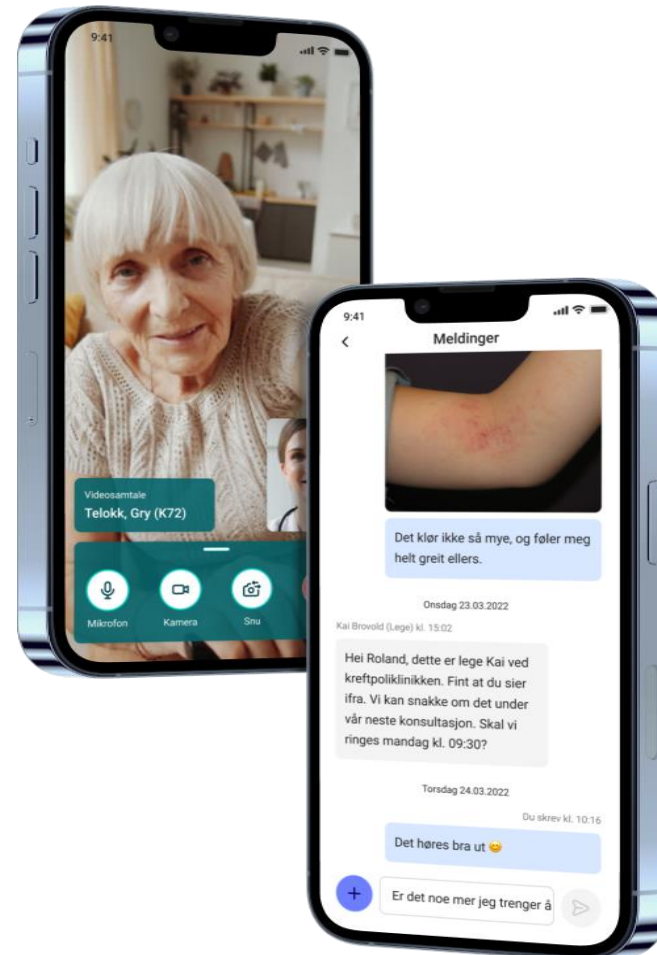 9:41
Videosamtale
Telokk, Gry (K72)
Mikrofon
Kamera
Snu
9:41
Meldinger
Det klør ikke så mye, og føler meg
helt greit ellers.
Onsdag 23.03.2022
Kai Brovold (Lege) kl. 15:02
Hei Roland, dette er lege Kai ved
kreftpoliklinikken. Fint at du sier
ifra. Vi kan snakke om det under
vår neste konsultasjon. Skal vi
ringes mandag kl. 09:30?
Torsdag 24.03.2022
Du skrev kl. 10:16
Det høres bra ut 😊
Er det noe mer jeg trenger å